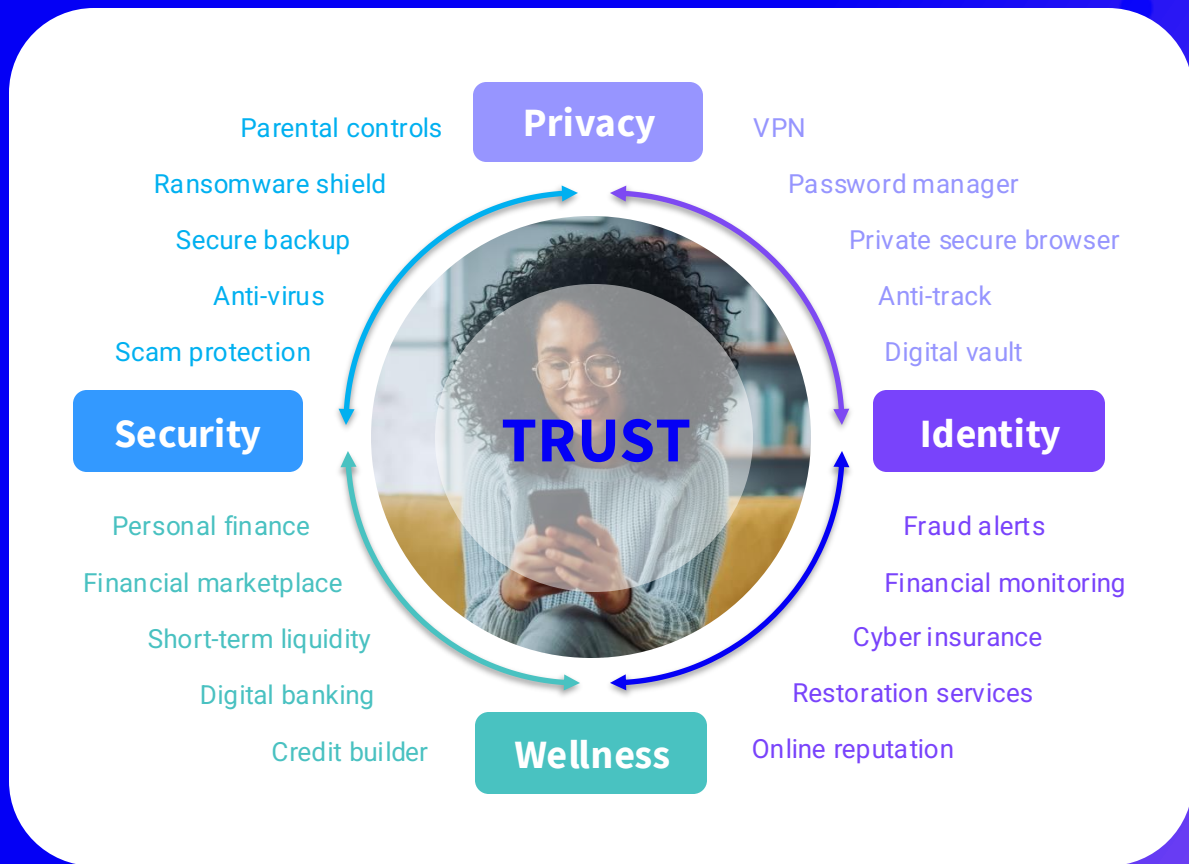 Privacy
Parental controls
Ransomware shield
Secure backup
Anti-virus
Scam protection
VPN
Password manager
Private secure browser
Anti-track
Digital vault
Security
TRUST
Identity
Personal finance
Financial marketplace
Short-term liquidity
Digital banking
Credit builder
Fraud alerts
Financial monitoring
Cyber insurance
Restoration services
Online reputation
Wellness